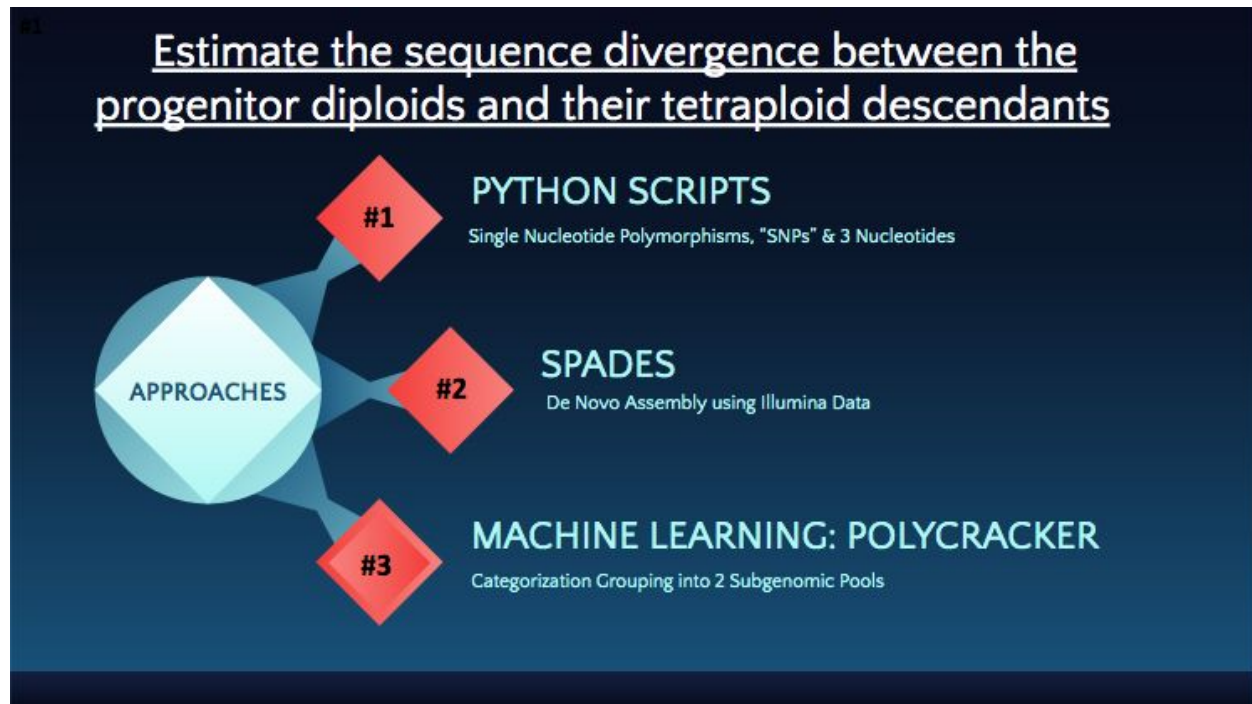 #1
Estimate the sequence divergence between the
progenitor diploids and their tetraploid descendants
#1
PYTHON SCRIPTS
Single Nucleotide Polymorphisms, "SNPs" & 3 Nucleotides
APPROACHES
#2
SPADES
De Novo Assembly using Illumina Data
#3
MACHINE LEARNING: POLYCRACKER
Categorization Grouping into 2 Subgenomic Pools